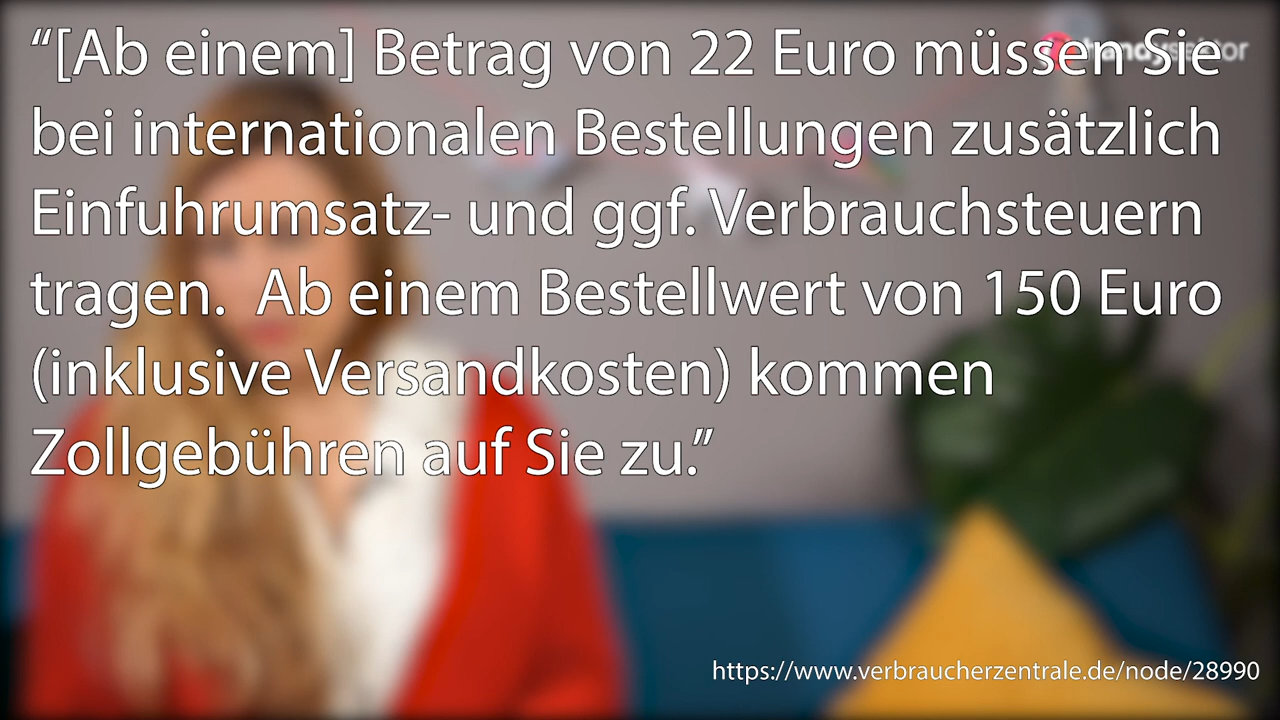 “[Ab einem] Betrag von 22 Euro müssen Sie
handysektor
bei internationalen Bestellungen zusätzlich
Einfuhrumsatz- und ggf. Verbrauchsteuern
tragen.  Ab einem Bestellwert von 150 Euro
(inklusive Versandkosten) kommen
Zollgebühren auf Sie zu.”
https://www.verbraucherzentrale.de/node/28990